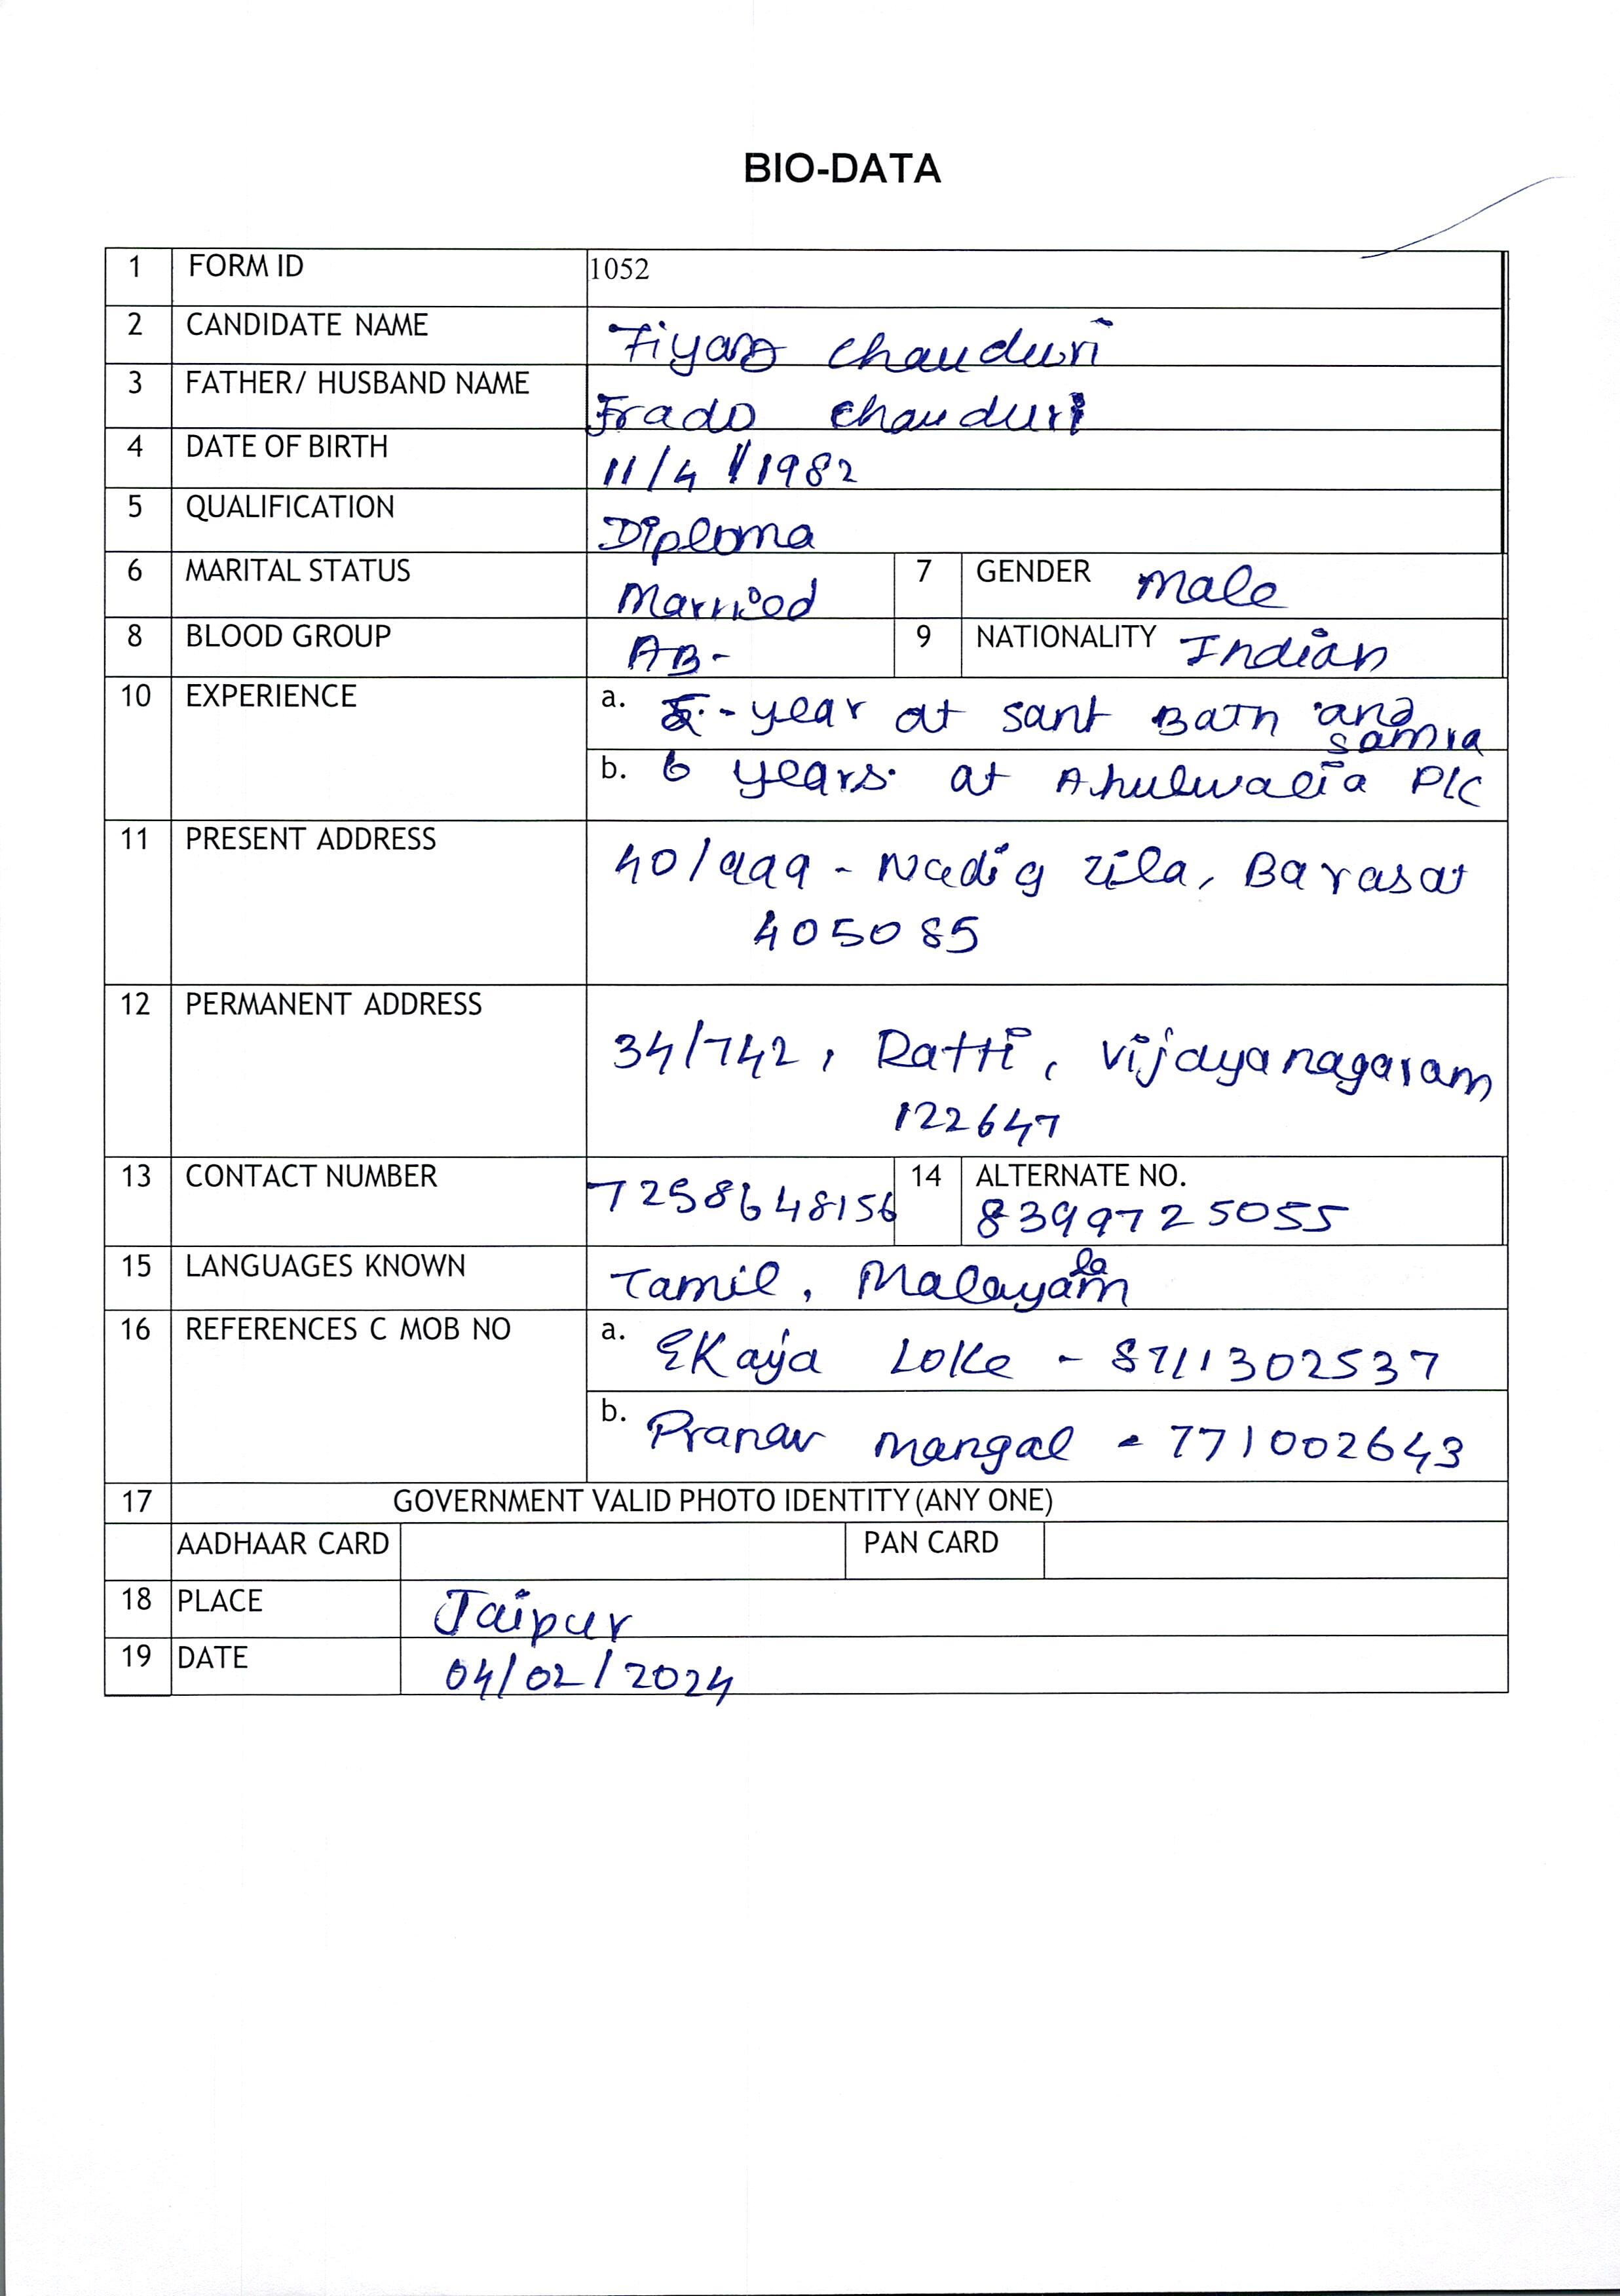 BIO-DATA
1 FORM ID 1052
2 CANDIDATE NAME Fiyaz chauduri
3 FATHER/ HUSBAND NAME Frado chauduri
4 DATE OF BIRTH 11/4/1982
5 QUALIFICATION Diploma
6 MARITAL STATUS Married 7 GENDER male
8 BLOOD GROUP AB- 9 NATIONALITY Indian
10 EXPERIENCE a. -year at sant Bath and
samra
b. 6 years. at Ahulwalia PLC
11 PRESENT ADDRESS 40/999 - Nadig zila, Barasat
405085
12 PERMANENT ADDRESS 34/742, Ratti, vijayanagaram
122647
13 CONTACT NUMBER 7258648156 14 ALTERNATE NO.
8399725055
15 LANGUAGES KNOWN Tamil, Malayalam
16 REFERENCES C MOB NO a. EKaja Loke - 8711302537
b. Pranav mangal - 771002643
17 GOVERNMENT VALID PHOTO IDENTITY (ANY ONE)
AADHAAR CARD PAN CARD
18 PLACE Jaipur
19 DATE 04/02/2024